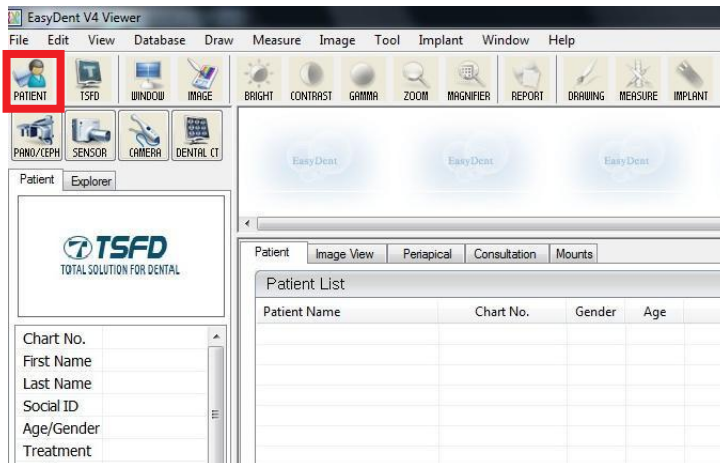 EasyDent V4 Viewer
File Edit View Database Draw Measure Image Tool Implant Window Help
PATIENT TSFD WINDOW IMAGE BRIGHT CONTRAST GAMMA ZOOM MAGNIFIER REPORT DRAWING MEASURE IMPLANT
PANO/CEPH SENSOR CAMERA DENTAL CT
EasyDent EasyDent EasyDent
Patient Explorer
TSFD
TOTAL SOLUTION FOR DENTAL
Patient Image View Periapical Consultation Mounts
Patient List
Patient Name Chart No. Gender Age
Chart No.
First Name
Last Name
Social ID
Age/Gender
Treatment